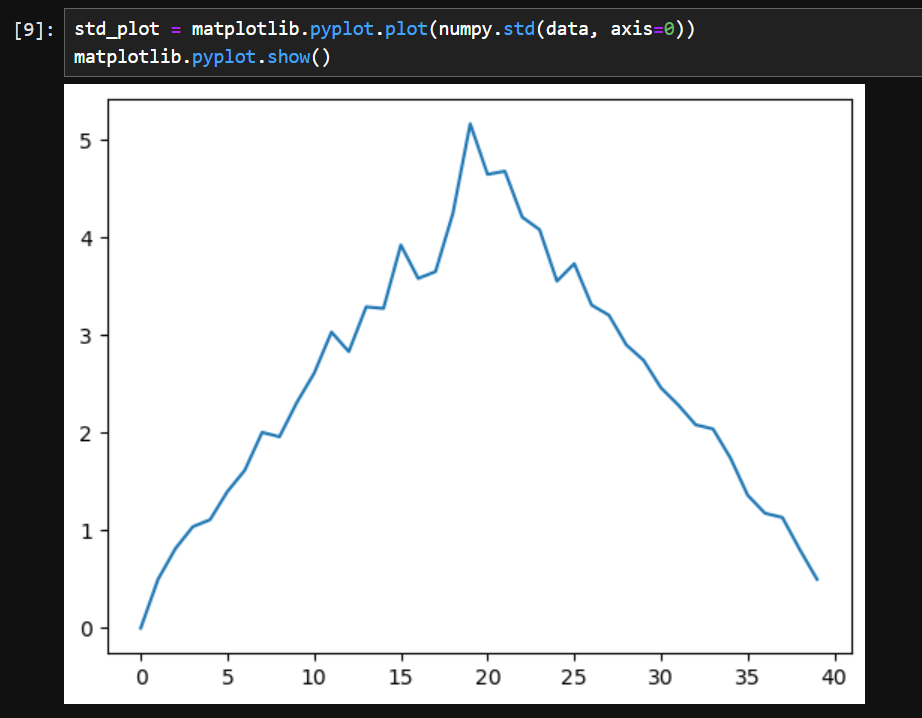 [9]: std_plot = matplotlib.pyplot.plot(numpy.std(data, axis=0))
matplotlib.pyplot.show()
5
4
3
2
1
0
0 5 10 15 20 25 30 35 40